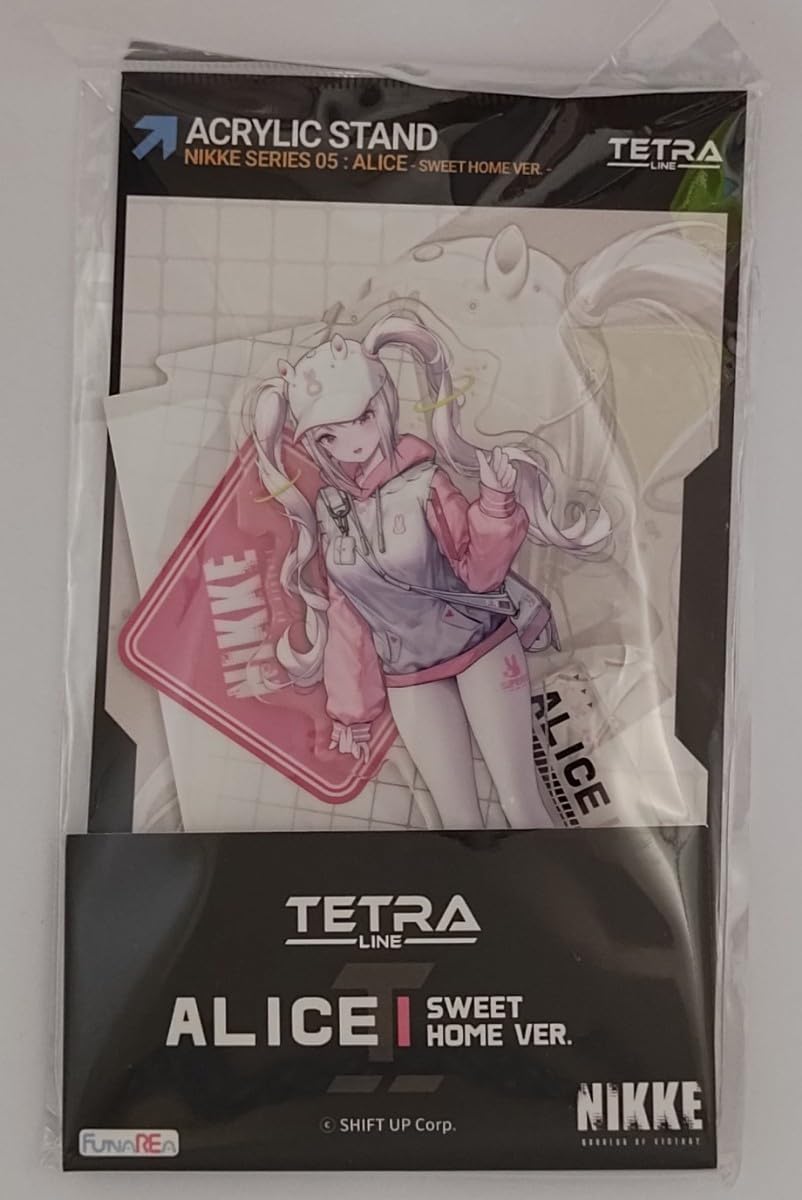 ACRYLIC STAND
NIKKE SERIES 05 : ALICE - SWEET HOME VER. -
TETRA
LINE
NIKKE
ALICE
TETRA
LINE
ALICE
SWEET
HOME VER.
NIKKE
GODDESS OF VICTORY
© SHIFT UP Corp.
FUNAREA